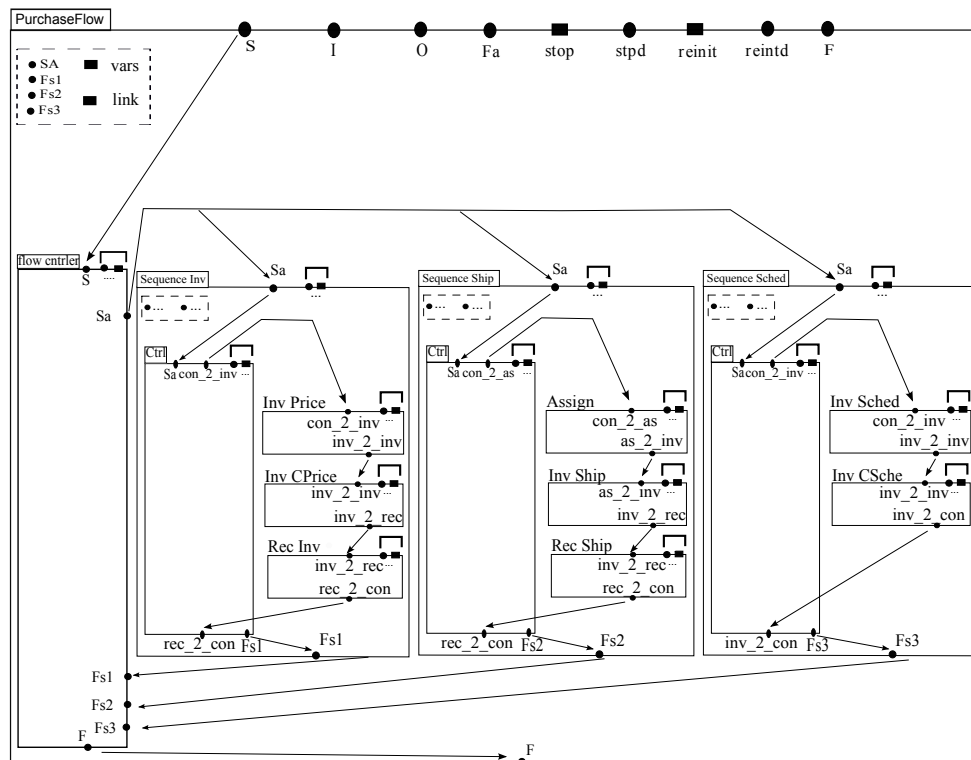 PurchaseFlow
S
I
O
Fa
stop
stpd
reinit
reintd
F
SA
Fs1
Fs2
Fs3
vars
link
flow cntrler
S
....
Sa
Sequence Inv
Sa
...
... ...
Ctrl
Sa con_2_inv ...
Inv Price
con_2_inv ...
inv_2_inv
Inv CPrice
inv_2_inv ...
inv_2_rec
Rec Inv
inv_2_rec ...
rec_2_con
rec_2_con Fs1
Fs1
Sequence Ship
Sa
...
... ...
Ctrl
Sa con_2_as ...
Assign
con_2_as ...
as_2_inv
Inv Ship
as_2_inv ...
inv_2_rec
Rec Ship
inv_2_rec ...
rec_2_con
rec_2_con Fs2
Fs2
Sequence Sched
Sa
...
... ...
Ctrl
Sa con_2_inv ...
Inv Sched
con_2_inv ...
inv_2_inv
Inv CSche
inv_2_inv ...
inv_2_con
inv_2_con Fs3
Fs3
Fs1
Fs2
Fs3
F
F